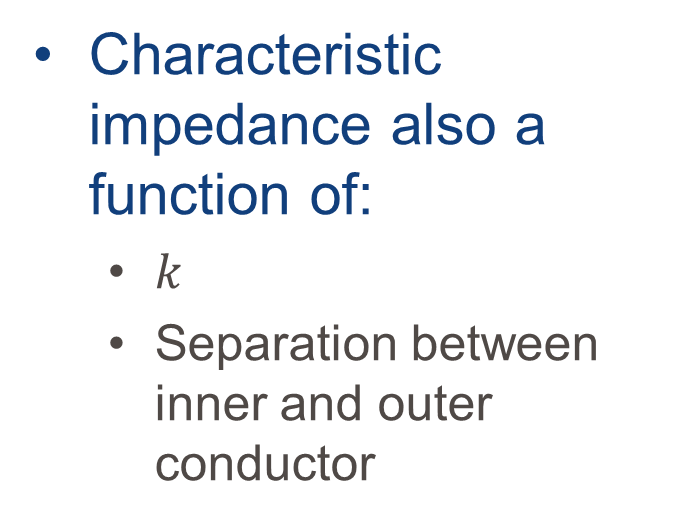 • Characteristic
impedance also a
function of:
• k
• Separation between
inner and outer
conductor